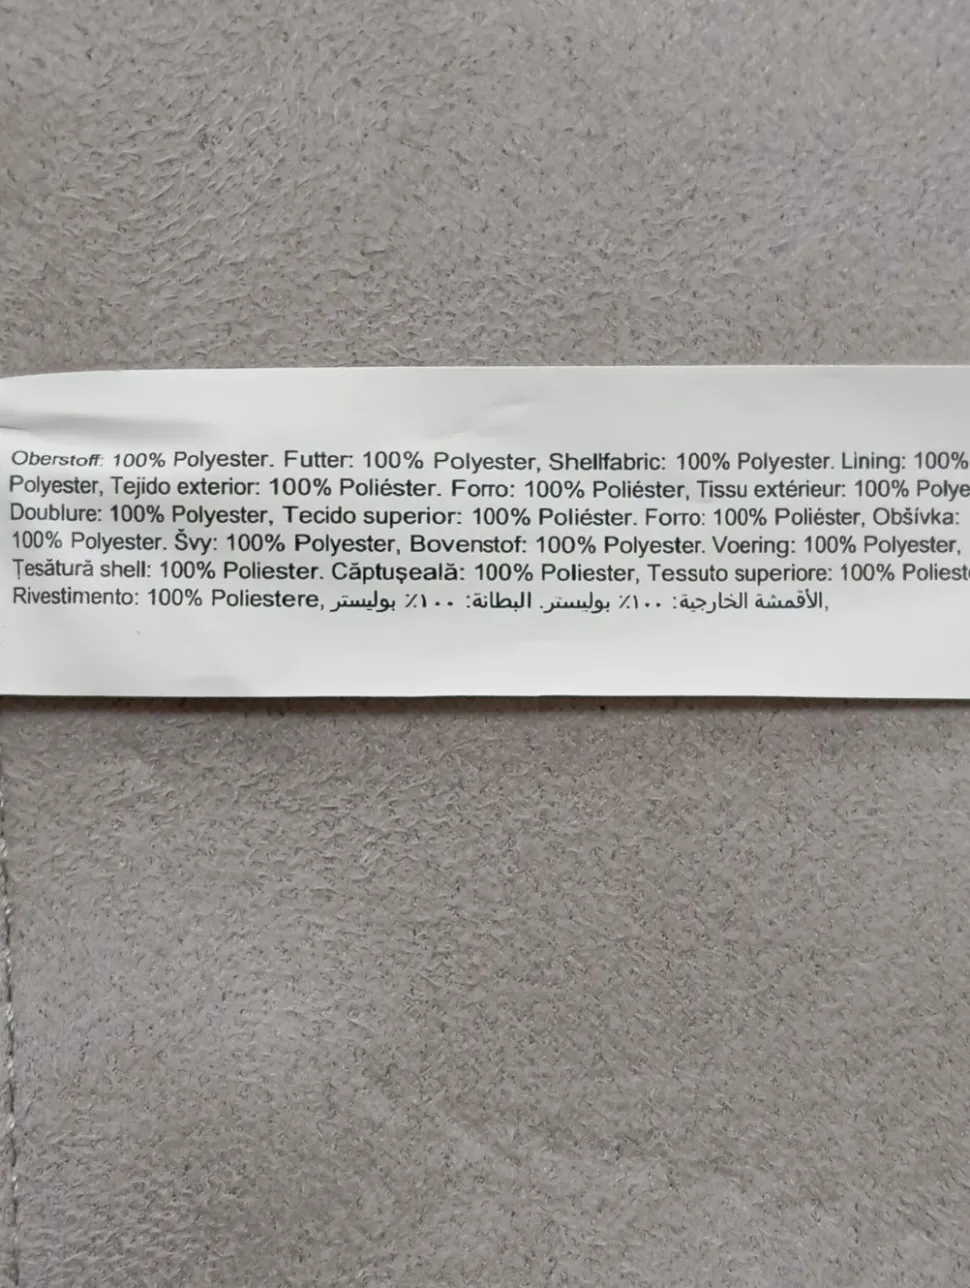 Oberstoff: 100% Polyester. Futter: 100% Polyester, Shellfabric: 100% Polyester. Lining: 100%
Polyester, Tejido exterior: 100% Poliéster. Forro: 100% Poliéster, Tissu extérieur: 100%
Doublure: 100% Polyester, Tecido superior: 100% Poliéster. Forro: 100% Poliéster, Obšívka:
100% Polyester. Švy: 100% Polyester, Bovenstof: 100% Polyester. Voering: 100% Polyester,
Țesătură shell: 100% Poliester. Căptușeală: 100% Poliester, Tessuto superiore: 100%
Rivestimento: 100% Poliestere, الأقمشة الخارجية: ١٠٠٪ بوليستر. البطانة: ١٠٠٪ بوليستر,